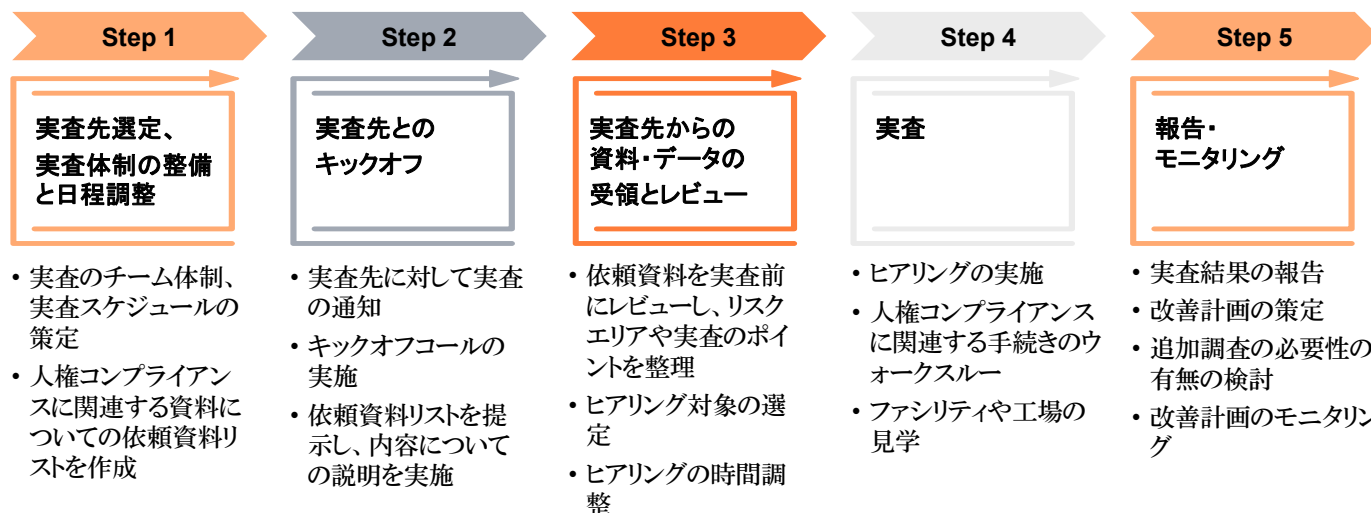 Step 1
Step 2
Step 3
Step 4
Step 5
実査先選定、
実査体制の整備
と日程調整
実査先との
キックオフ
実査先からの
資料・データの
受領とレビュー
実査
報告・
モニタリング
• 実査のチーム体制、
実査スケジュールの
策定
• 人権コンプライアン
スに関連する資料に
ついての依頼資料リ
ストを作成
• 実査先に対して実査
の通知
• キックオフコールの
実施
• 依頼資料リストを提
示し、内容について
の説明を実施
• 依頼資料を実査前
にレビューし、リスク
エリアや実査のポイ
ントを整理
• ヒアリング対象の選
定
• ヒアリングの時間調
整
• ヒアリングの実施
• 人権コンプライアンス
に関連する手続きのウ
ォークスルー
• ファシリティや工場の
見学
• 実査結果の報告
• 改善計画の策定
• 追加調査の必要性の
有無の検討
• 改善計画のモニタリン
グ